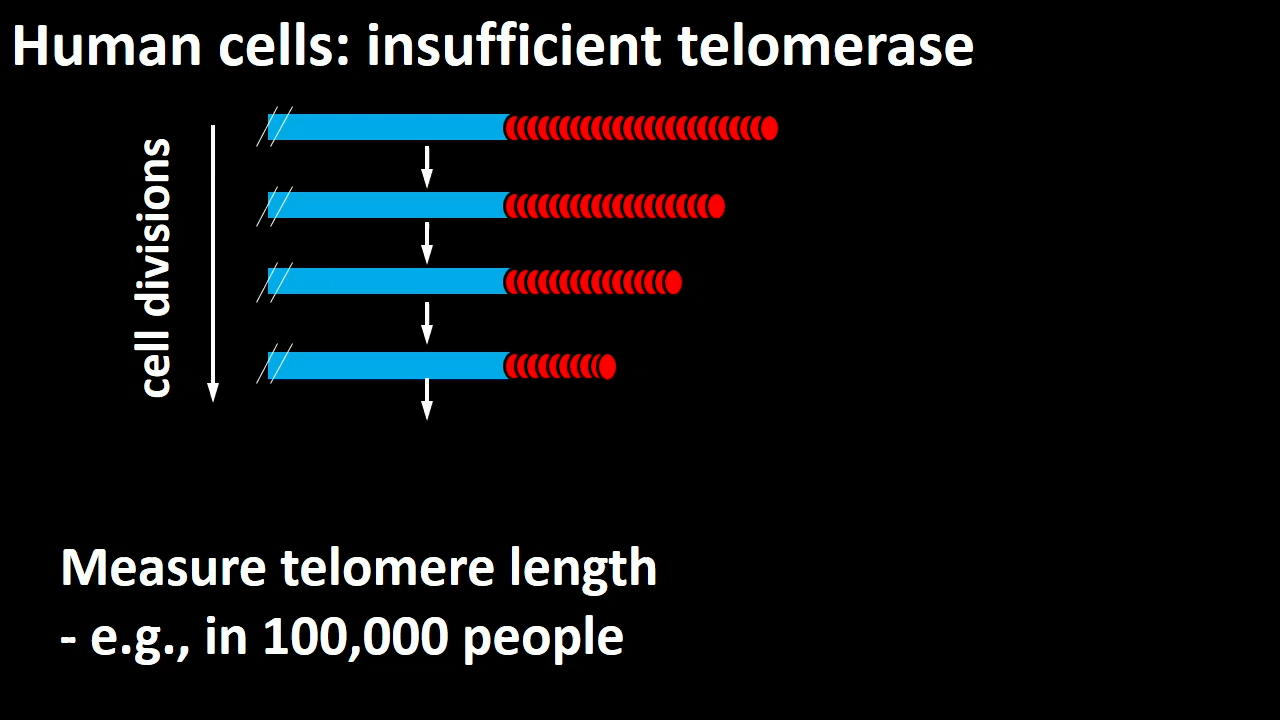 Human cells: insufficient telomerase
cell divisions
Measure telomere length
- e.g., in 100,000 people